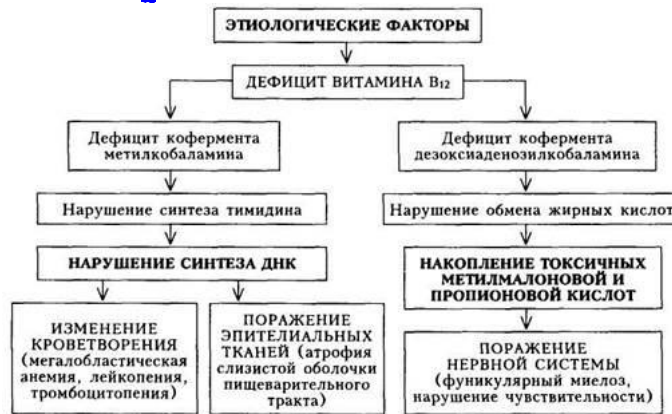 ЭТИОЛОГИЧЕСКИЕ ФАКТОРЫ
ДЕФИЦИТ ВИТАМИНА В₁₂
Дефицит кофермента
метилкобаламина
Дефицит кофермента
дезоксиаденозилкобаламина
Нарушение синтеза тимидина
Нарушение обмена жирных кислот
НАРУШЕНИЕ СИНТЕЗА ДНК
НАКОПЛЕНИЕ ТОКСИЧНЫХ
МЕТИЛМАЛОНОВОЙ И
ПРОПИОНОВОЙ КИСЛОТ
ИЗМЕНЕНИЕ
КРОВЕТВОРЕНИЯ
(мегалобластическая
анемия, лейкопения,
тромбоцитопения)
ПОРАЖЕНИЕ
ЭПИТЕЛИАЛЬНЫХ
ТКАНЕЙ (атрофия
слизистой оболочки
пищеварительного
тракта)
ПОРАЖЕНИЕ
НЕРВНОЙ СИСТЕМЫ
(фуникулярный миелоз,
нарушение чувствительности)